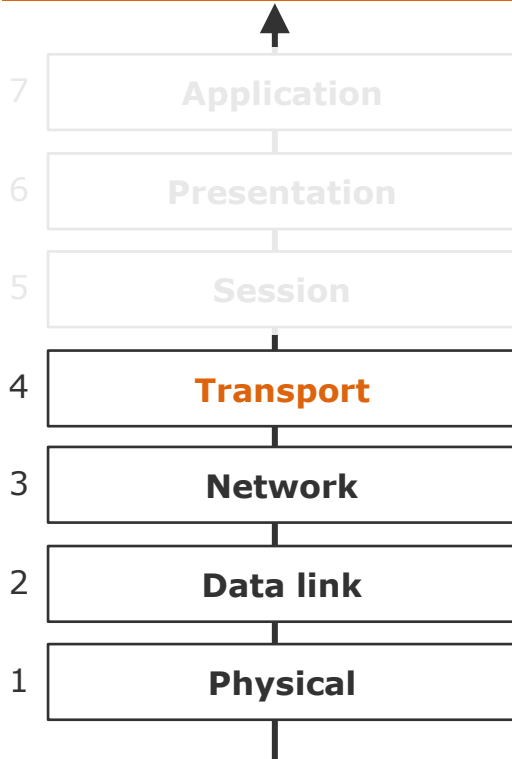 7 Application
6 Presentation
5 Session
4 Transport
3 Network
2 Data link
1 Physical